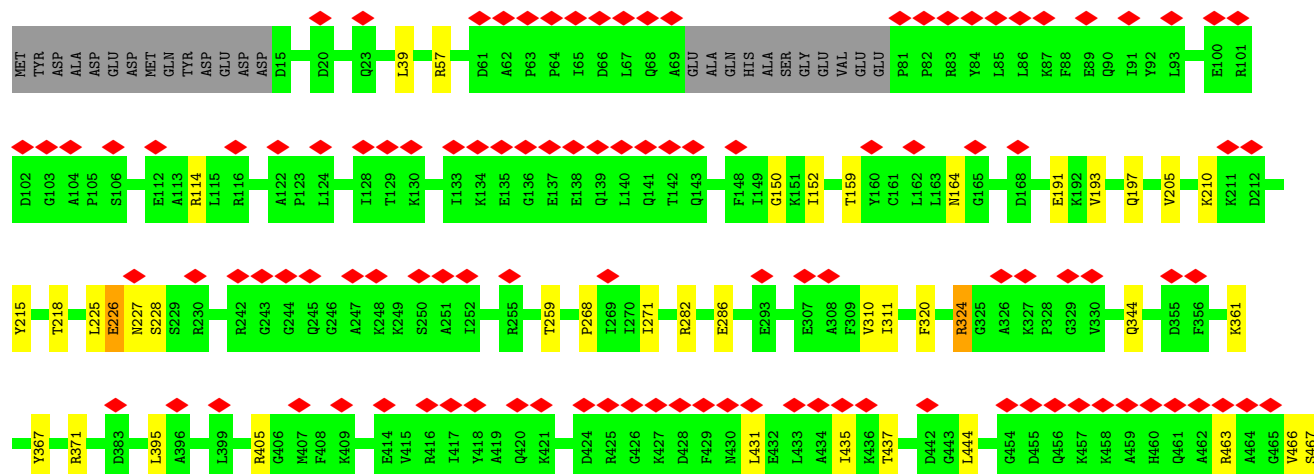 MET TYR ASP ALA ASP GLU ASP MET GLN TYR ASP GLU ASP ASP D15 D20 Q23 L39 R57 D61 A62 P63 P64 I65 D66 L67 Q68 A69 GLU ALA GLN HIS ALA SER GLY GLU VAL GLU GLU P81 P82 R83 Y84 L85 L86 K87 F88 E89 Q90 I91 Y92 L93 E100 R101
D102 G103 A104 P105 S106 E112 A113 R114 L115 R116 A122 P123 L124 I128 T129 K130 I133 K134 E135 G136 E137 E138 Q139 L140 Q141 T142 Q143 F148 I149 G150 K151 I152 T159 Y160 C161 L162 L163 N164 G165 D168 E191 K192 V193 Q197 V205 K210 K211 D212
Y215 T218 L225 E226 N227 S228 S229 R230 R242 G243 G244 Q245 G246 A247 K248 K249 S250 A251 I252 R255 T259 P268 I269 I270 I271 R282 E286 E293 E307 A308 F309 V310 I311 F320 R324 G325 A326 K327 P328 G329 V330 Q344 D355 F356 K361
Y367 R371 D383 L395 A396 L399 R405 G406 M407 F408 K409 E414 V415 R416 I417 Y418 A419 Q420 K421 D424 R425 G426 K427 D428 F429 N430 L431 E432 L433 A434 I435 K436 T437 D442 G443 L444 G454 D455 Q456 K457 K458 A459 H460 Q461 A462 R463 A464 G465 V466 S467